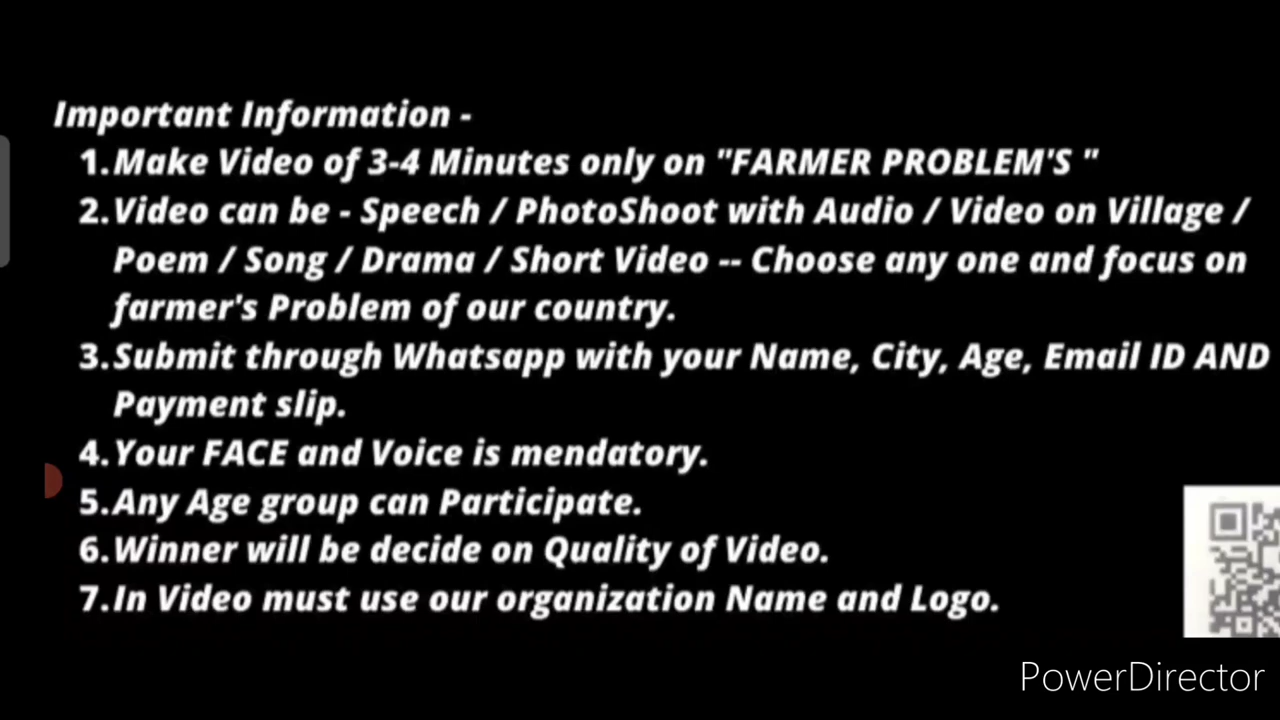 Important Information -
1. Make Video of 3-4 Minutes only on "FARMER PROBLEM'S "
2. Video can be - Speech / PhotoShoot with Audio / Video on Village /
Poem / Song / Drama / Short Video -- Choose any one and focus on
farmer's Problem of our country.
3. Submit through Whatsapp with your Name, City, Age, Email ID AND
Payment slip.
4. Your FACE and Voice is mendatory.
5. Any Age group can Participate.
6. Winner will be decide on Quality of Video.
7. In Video must use our organization Name and Logo.
PowerDirector